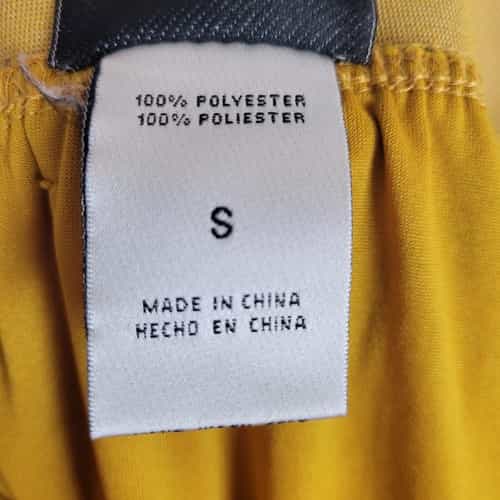 100% POLYESTER
100% POLIESTER
S
MADE IN CHINA
HECHO EN CHINA